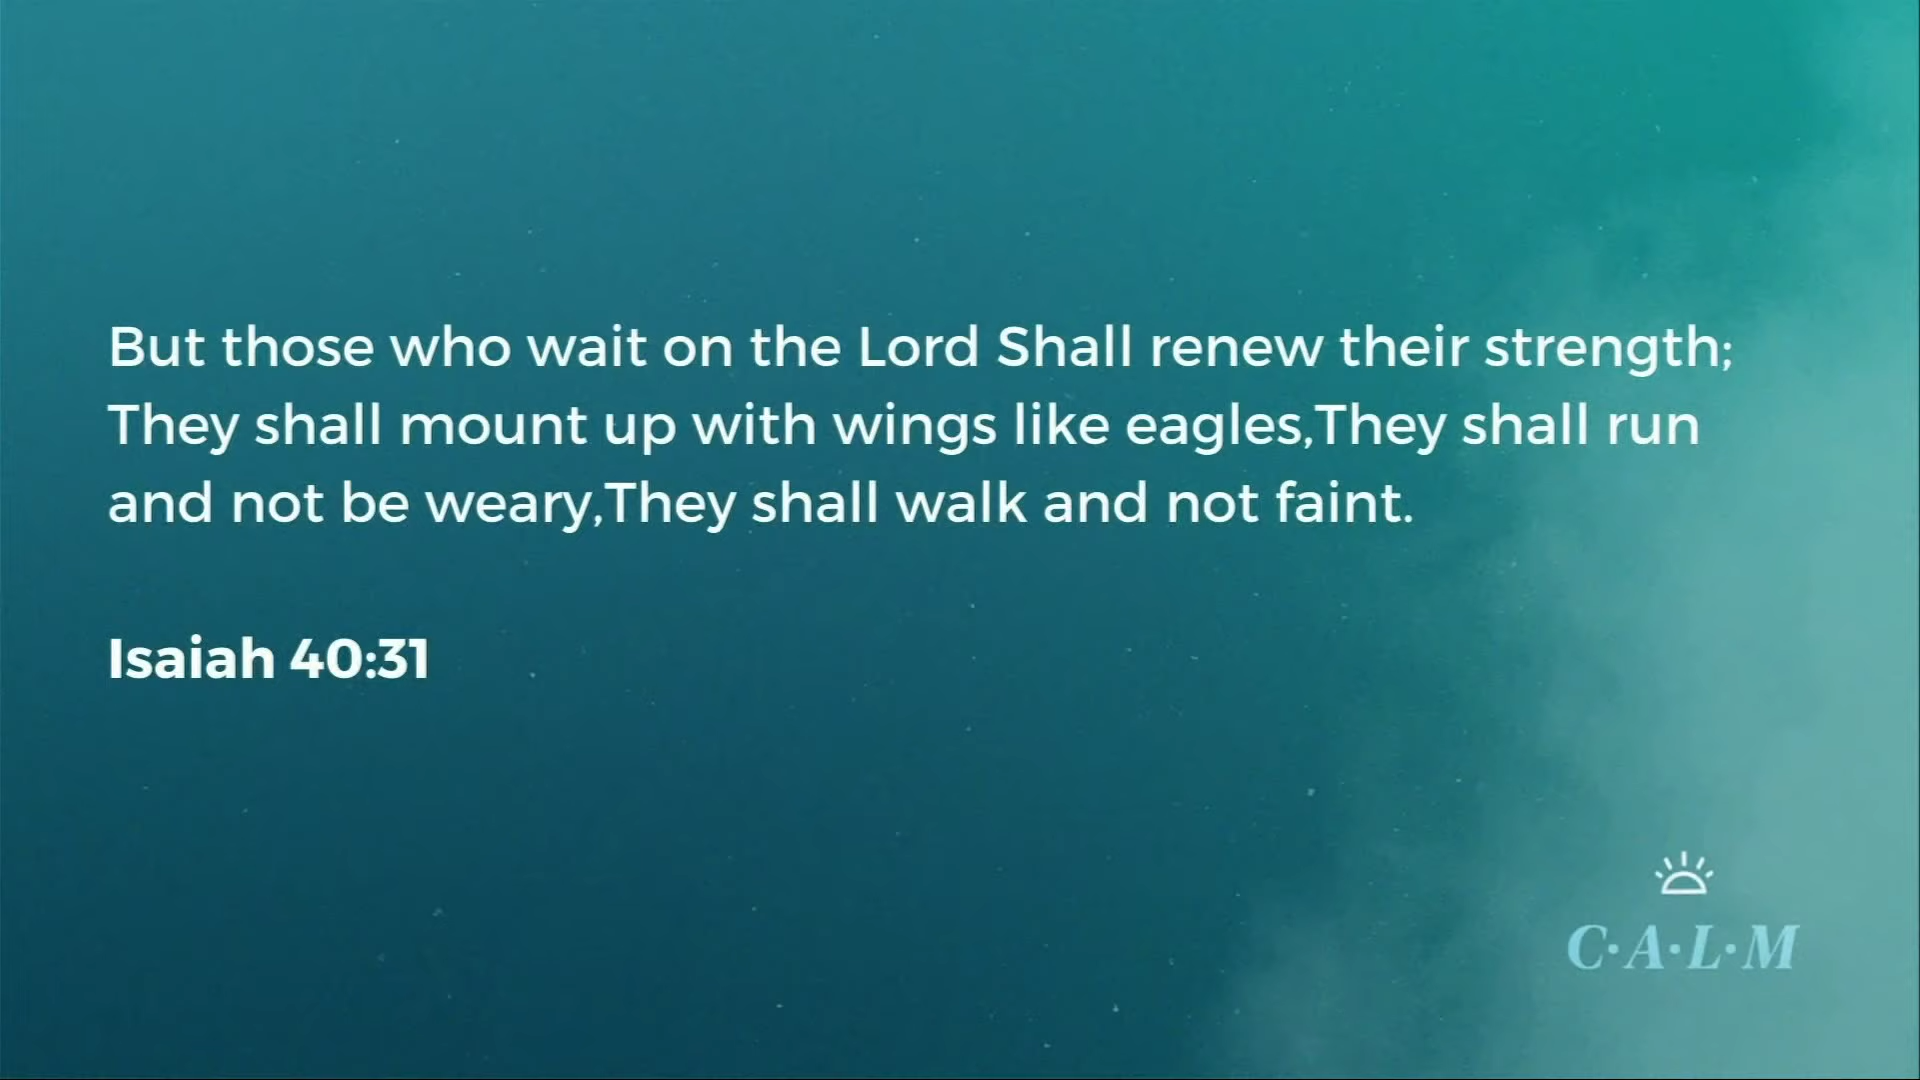 But those who wait on the Lord Shall renew their strength;
They shall mount up with wings like eagles,They shall run
and not be weary,They shall walk and not faint.
Isaiah 40:31
C·A·L·M